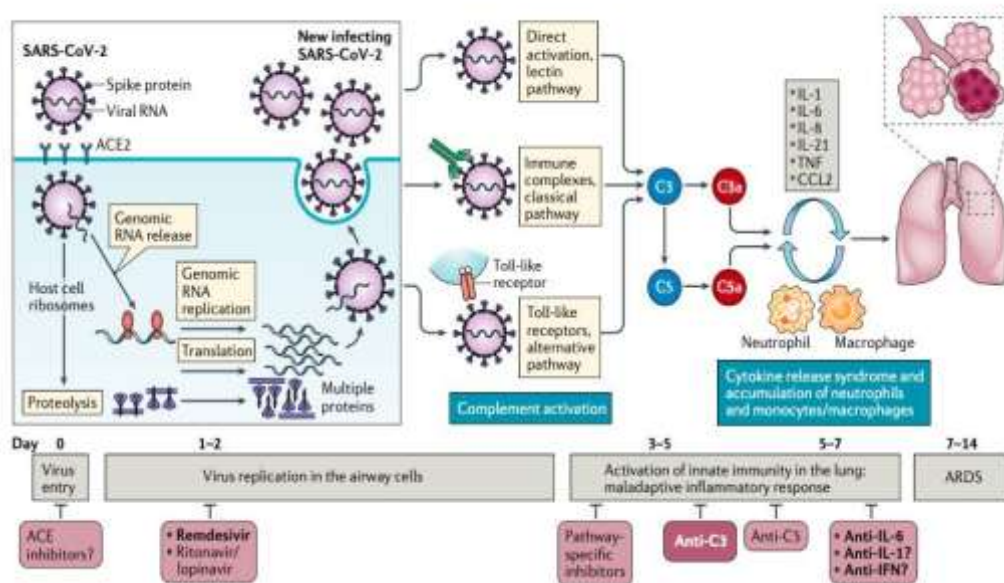 SARS-CoV-2
Spike protein
Viral RNA
ACE2
Genomic
RNA release
Host cell
ribosomes
Proteolysis
New infecting
SARS-CoV-2
Genomic
RNA
replication
Translation
Multiple
proteins
Direct
activation,
lectin
pathway
Immune
complexes,
classical
pathway
Toll-like
receptor
Toll-like
receptors,
alternative
pathway
Complement activation
C3
C3a
C5
C5a
*IL-1
*IL-6
*IL-8
*IL-21
*TNF
*CCL2
Neutrophil
Macrophage
Cytokine release syndrome and
accumulation of neutrophils
and monocytes/macrophages
Day 0 1–2 3–5 5–7 7–14
Virus
entry
Virus replication in the airway cells
Activation of innate immunity in the lung:
maladaptive inflammatory response
ARDS
ACE
inhibitors?
• Remdesivir
• Ritonavir/
lopinavir
Pathway-
specific
inhibitors
Anti-C3
Anti-C5
• Anti-IL-6
• Anti-IL-1?
• Anti-IFN?